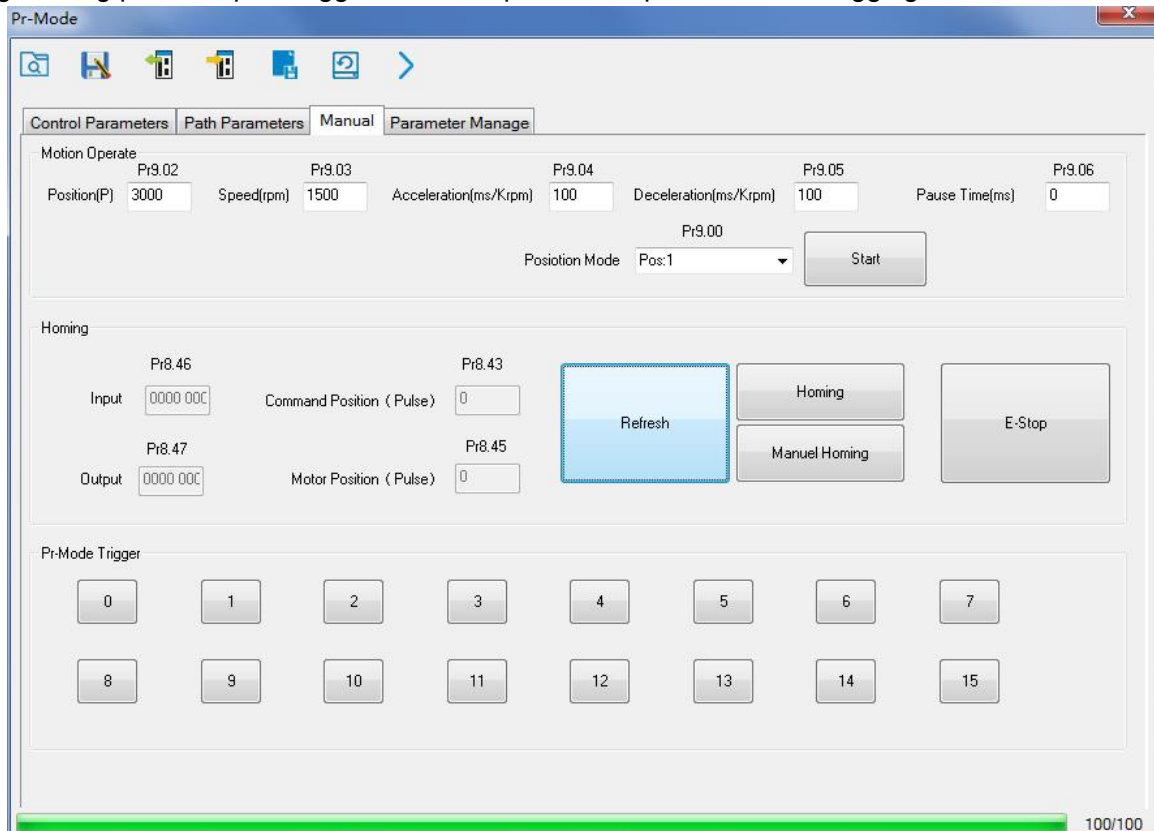 Pr-Mode
Control Parameters Path Parameters Manual Parameter Manage
Motion Operate
Pr9.02 Pr9.03 Pr9.04 Pr9.05 Pr9.06
Position(P) 3000 Speed(rpm) 1500 Acceleration(ms/Krpm) 100 Deceleration(ms/Krpm) 100 Pause Time(ms) 0
Pr9.00
Posiotion Mode Pos:1 Start
Homing
Pr8.46 Pr8.43
Input 0000 000 Command Position ( Pulse ) 0
Refresh Homing E-Stop
Manuel Homing
Pr8.47 Pr8.45
Output 0000 000 Motor Position ( Pulse ) 0
Pr-Mode Trigger
0 1 2 3 4 5 6 7
8 9 10 11 12 13 14 15
100/100